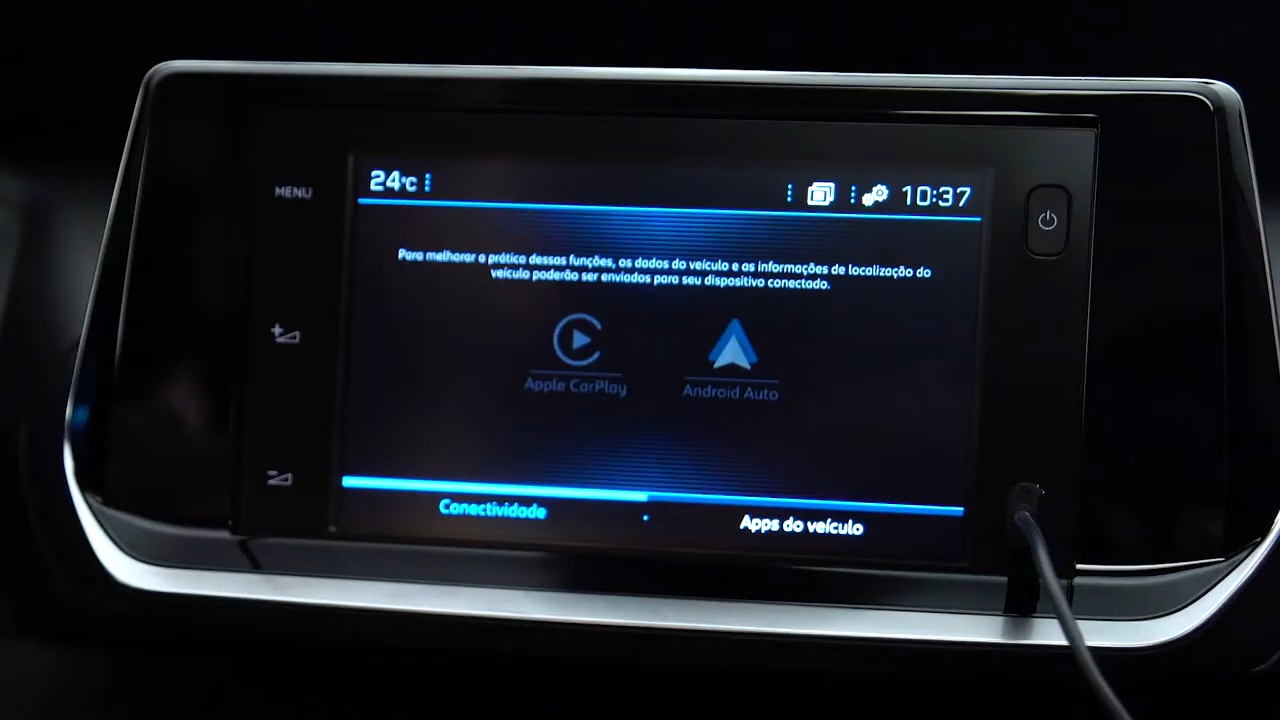 MENU
24°C
10:37
Para melhorar a prática dessas funções, os dados do veículo e as informações de localização do
veículo poderão ser enviados para seu dispositivo conectado.
Apple CarPlay
Android Auto
Conectividade
Apps do veículo